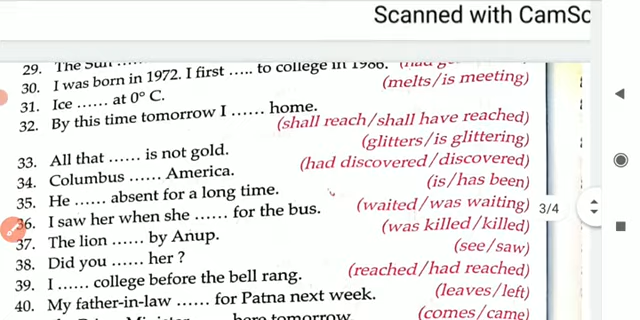 Scanned with CamSc
29. The Sun .....
30. I was born in 1972. I first ..... to college in 1986.
31. Ice ...... at 0° C. (melts/is meeting)
32. By this time tomorrow I ...... home.
(shall reach/shall have reached)
33. All that ...... is not gold. (glitters/is glittering)
34. Columbus ...... America. (had discovered/discovered)
35. He ...... absent for a long time. (is/has been)
36. I saw her when she ...... for the bus. (waited/was waiting)
37. The lion ...... by Anup. (was killed/killed)
38. Did you ...... her ? (see/saw)
39. I ...... college before the bell rang. (reached/had reached)
40. My father-in-law ...... for Patna next week. (leaves/left)
here tomorrow. (comes/came)
3/4